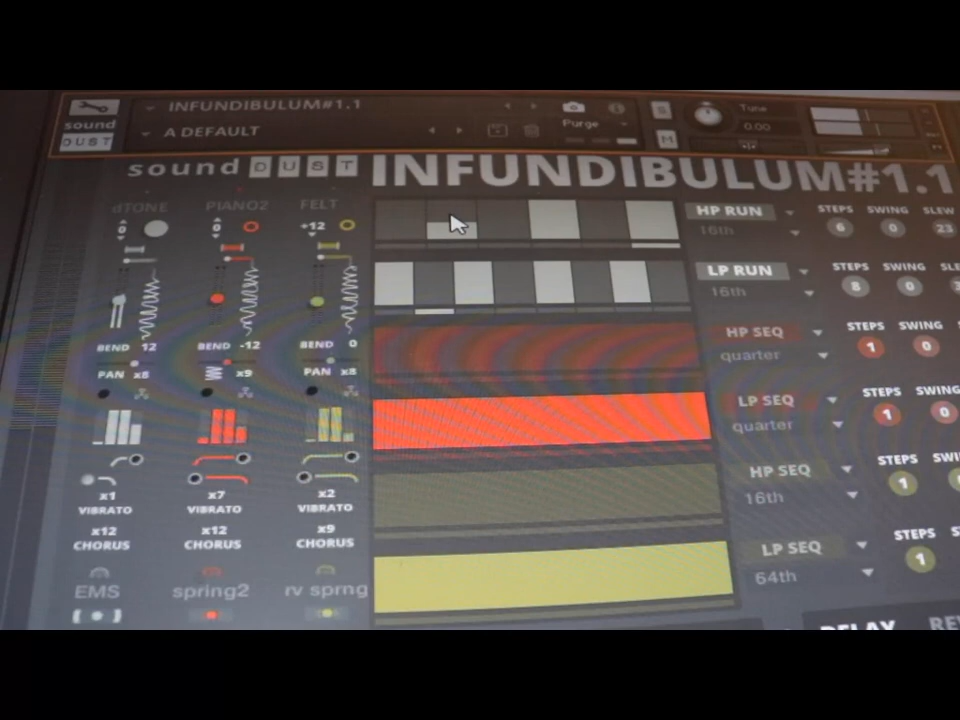 INFUNDIBULUM#1.1
sound DUST
A DEFAULT
Purge
S
M
Tune
0.00
sound DUST INFUNDIBULUM#1.1
dTONE PIANO2 FELT
0 0 +12
HP RUN STEPS SWING SLEW
16th 6 0 23
LP RUN STEPS SWING
16th 8 0
BEND 12 BEND -12 BEND 0
HP SEQ STEPS SWING
quarter 1 0
PAN x8 x9 PAN x8
LP SEQ STEPS SWING
quarter 1 0
HP SEQ STEPS
16th 1
x1 x7 x2
VIBRATO VIBRATO VIBRATO
x12 x12 x9
CHORUS CHORUS CHORUS
LP SEQ STEPS
64th 1
EMS spring2 rv sprng
DELAY